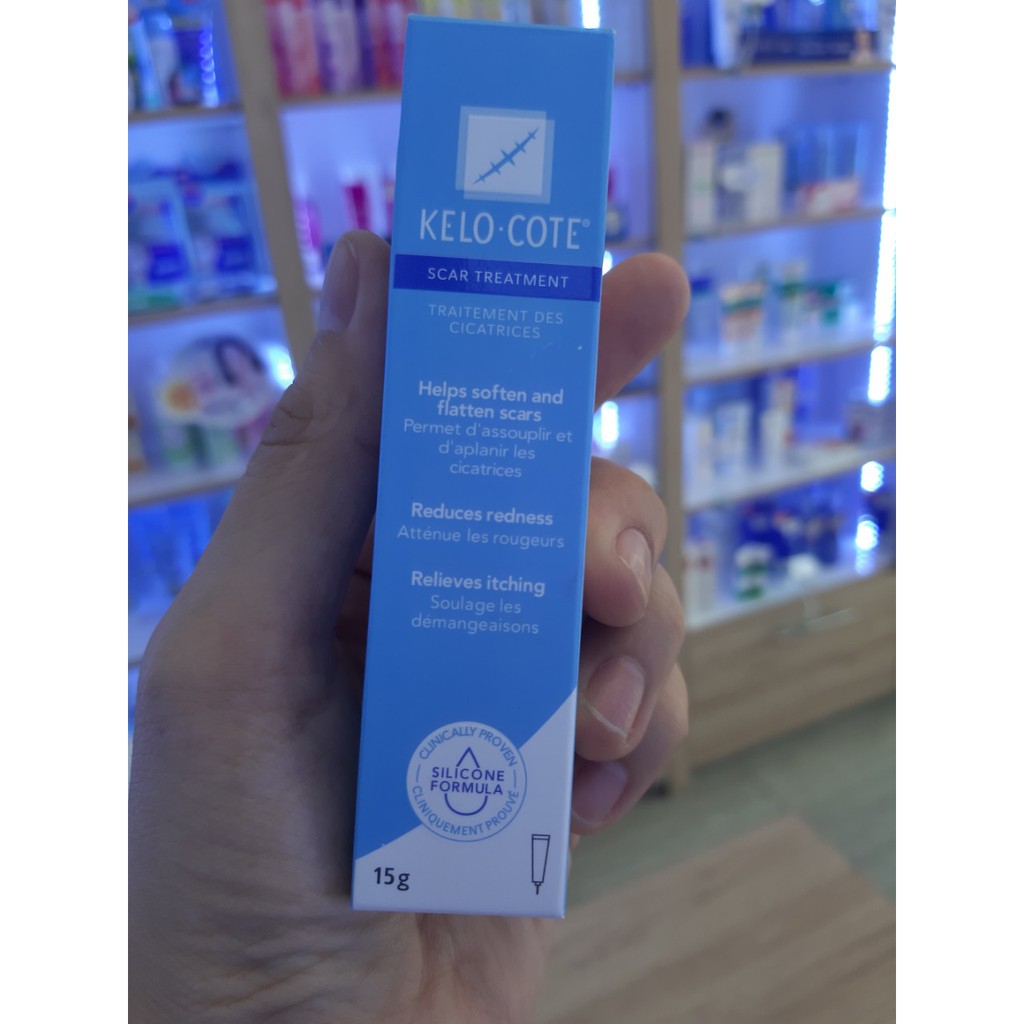 KELO·COTE®
SCAR TREATMENT
TRAITEMENT DES
CICATRICES
Helps soften and
flatten scars
Permet d'assouplir et
d'aplanir les
cicatrices
Reduces redness
Atténue les rougeurs
Relieves itching
Soulage les
démangeaisons
CLINICALLY PROVEN
SILICONE
FORMULA
CLINIQUEMENT PROUVÉ
15g